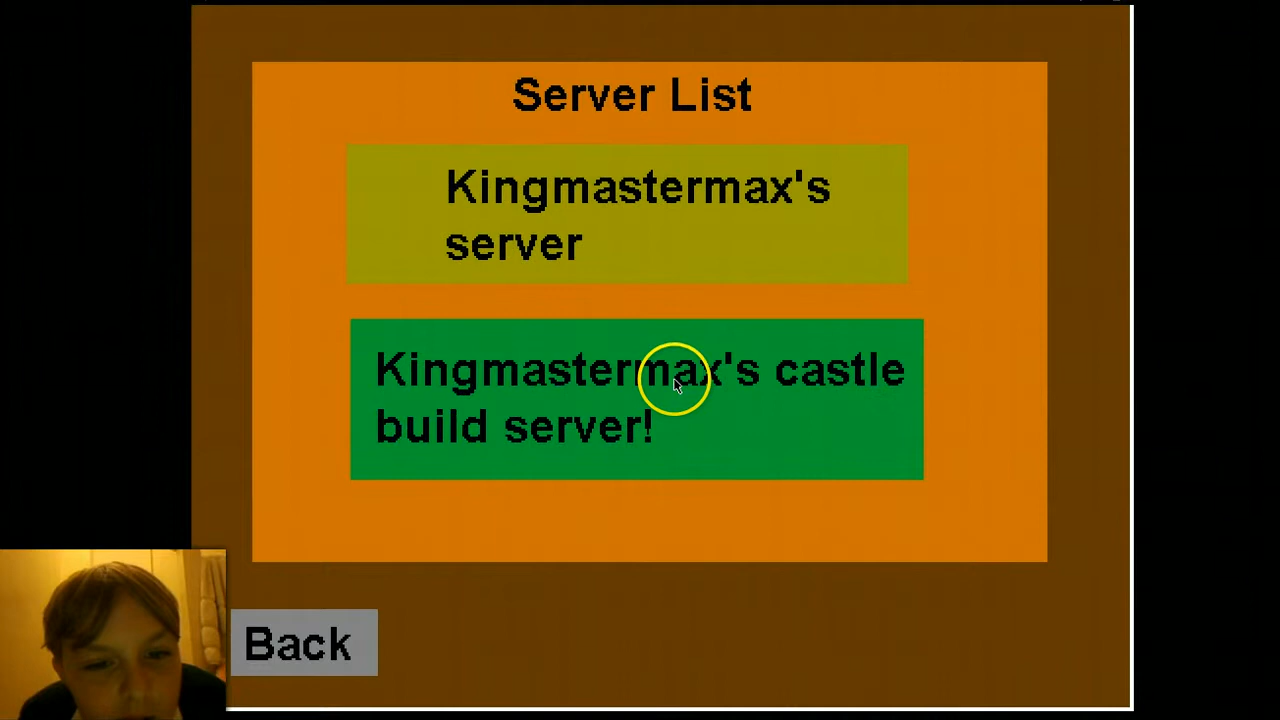 Server List
Kingmastermax's
server
Kingmastermax's castle
build server!
Back